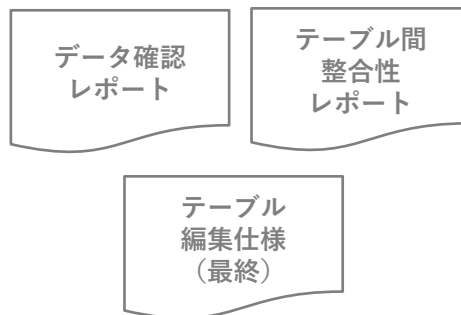 データ確認
レポート
テーブル間
整合性
レポート
テーブル
編集仕様
（最終）